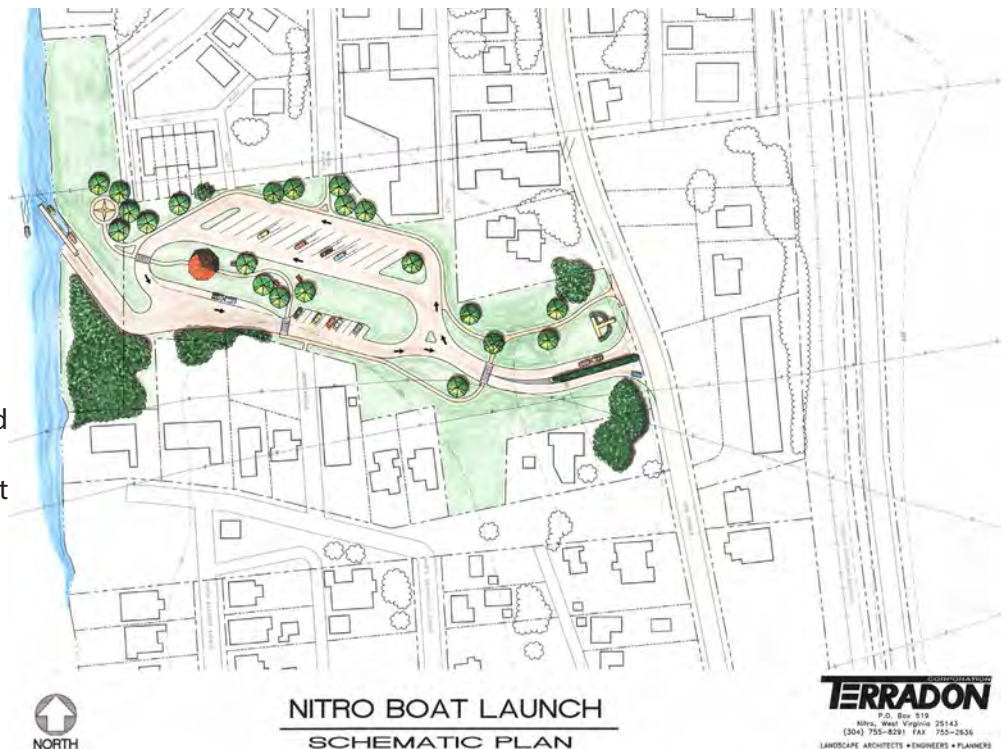 d
t
NORTH
NITRO BOAT LAUNCH
SCHEMATIC PLAN
CORPORATION
TERRADON
P.O. Box 519
Nitro, West Virginia 25143
(304) 755-8291 FAX 755-2636
LANDSCAPE ARCHITECTS • ENGINEERS • PLANNERS